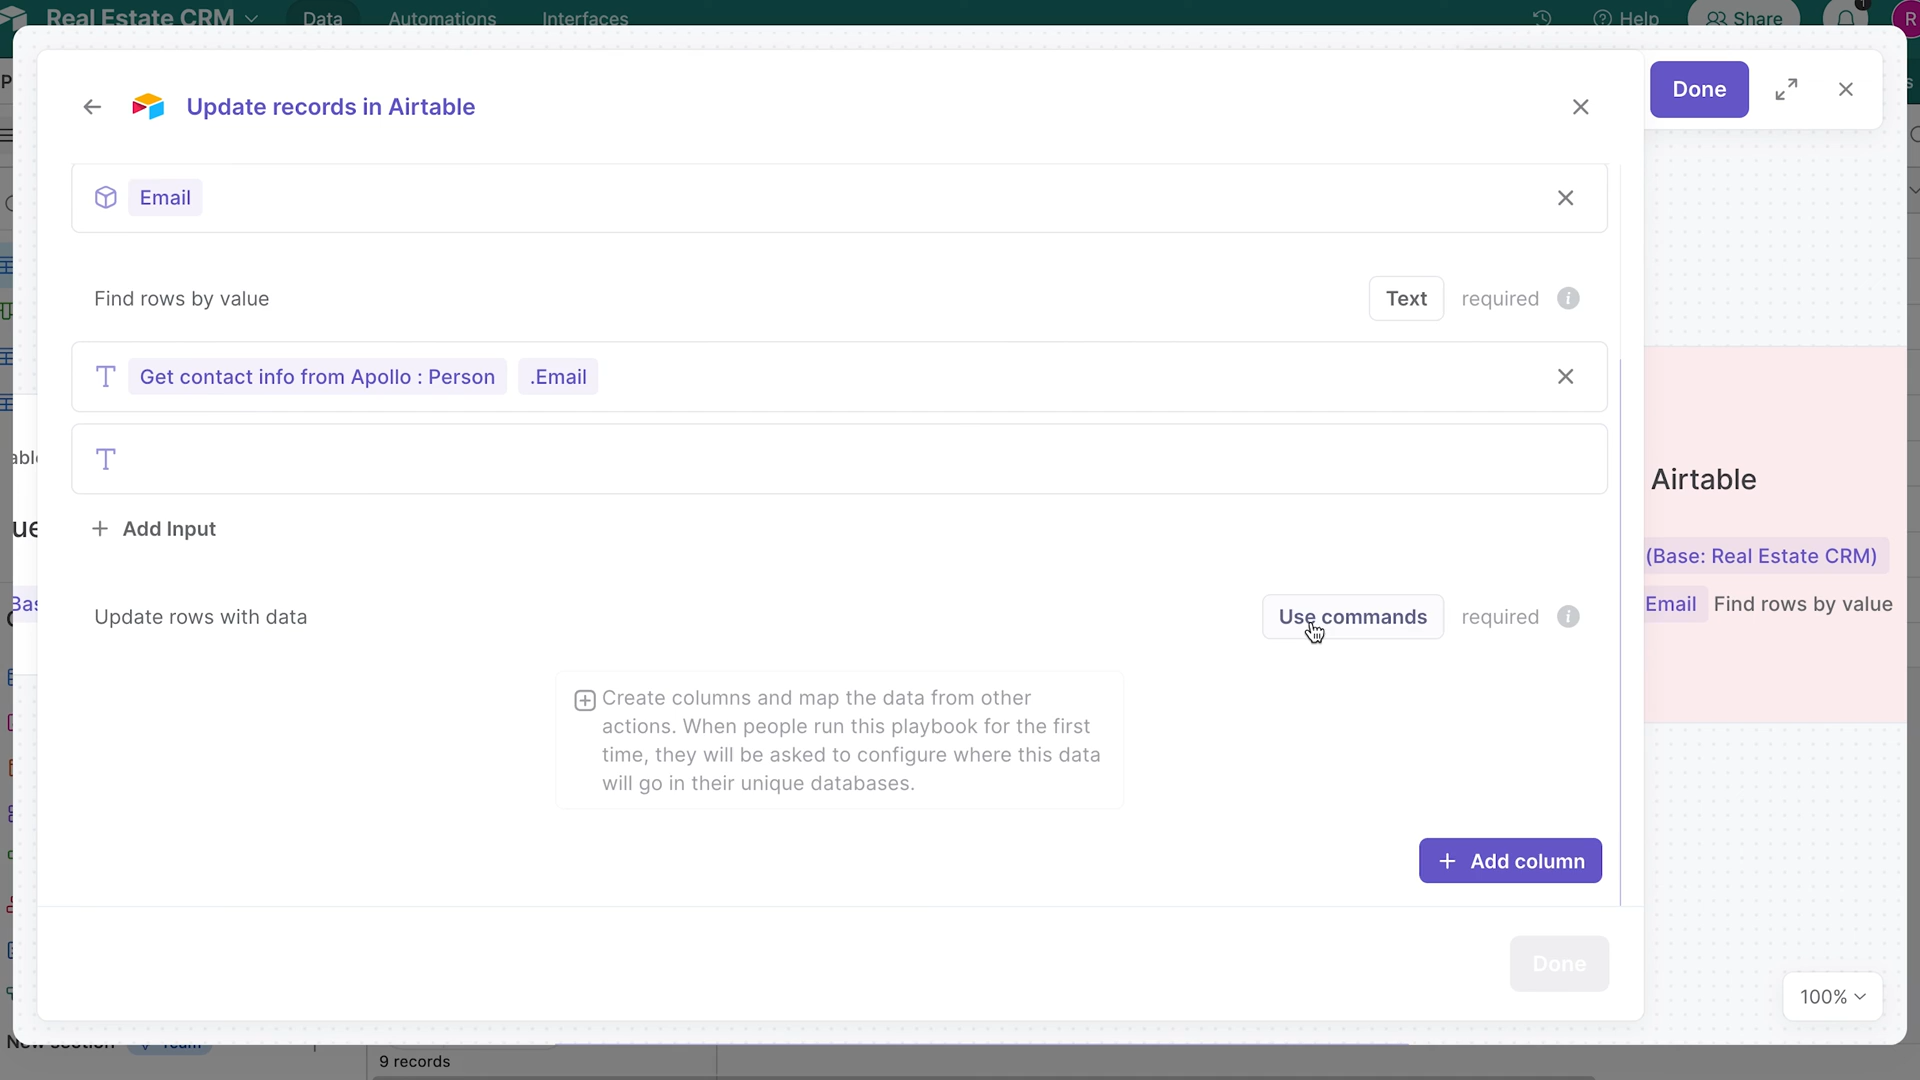 Real Estate CRM
Data
Automations
Interfaces
Help
Share
1
R
Update records in Airtable
Done
Email
Find rows by value
Text
required
Get contact info from Apollo : Person
.Email
Airtable
Add Input
(Base: Real Estate CRM)
Email Find rows by value
Update rows with data
Use commands
required
Create columns and map the data from other
actions. When people run this playbook for the first
time, they will be asked to configure where this data
will go in their unique databases.
+ Add column
Done
100%
9 records